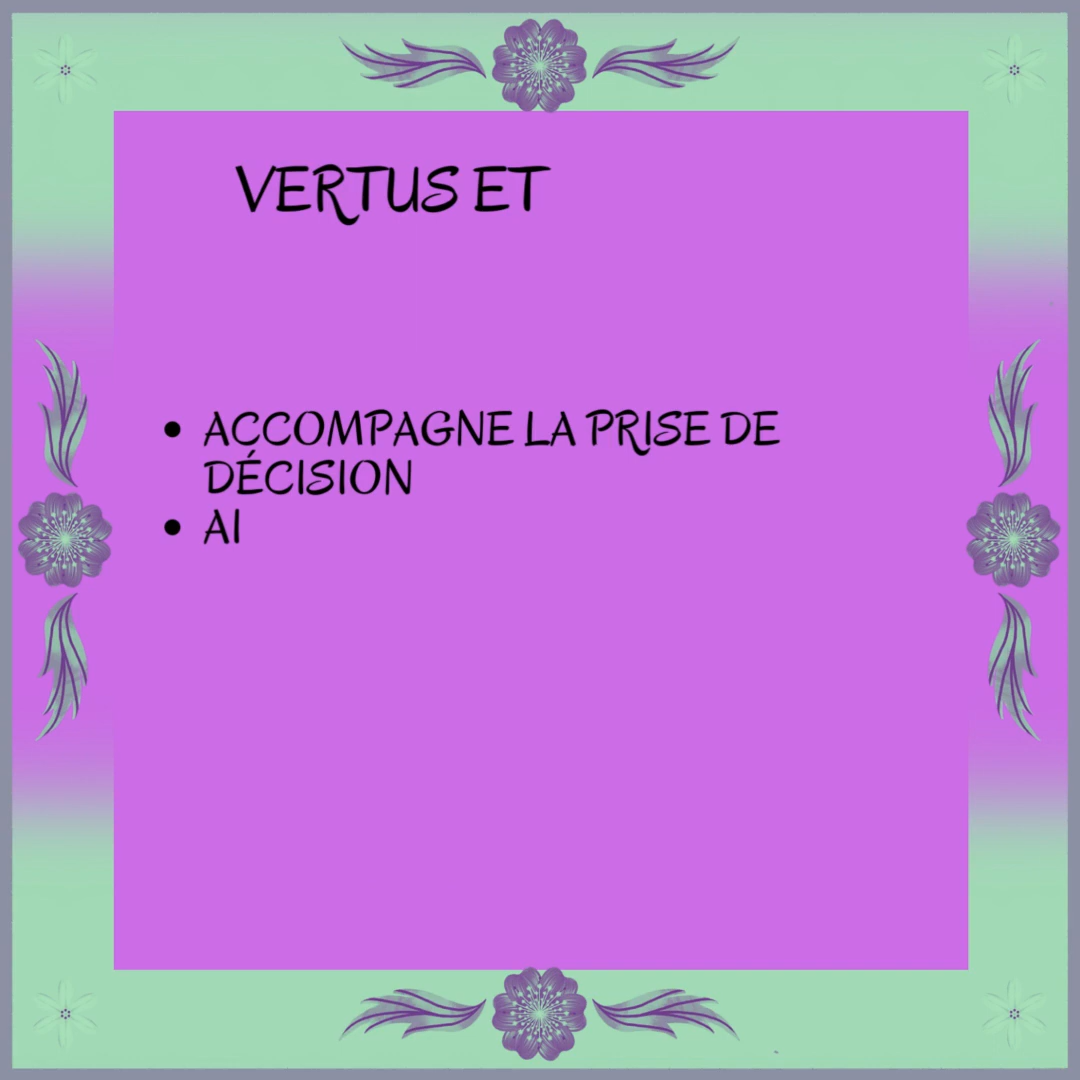 VERTUS ET
• ACCOMPAGNE LA PRISE DE
DÉCISION
• AI